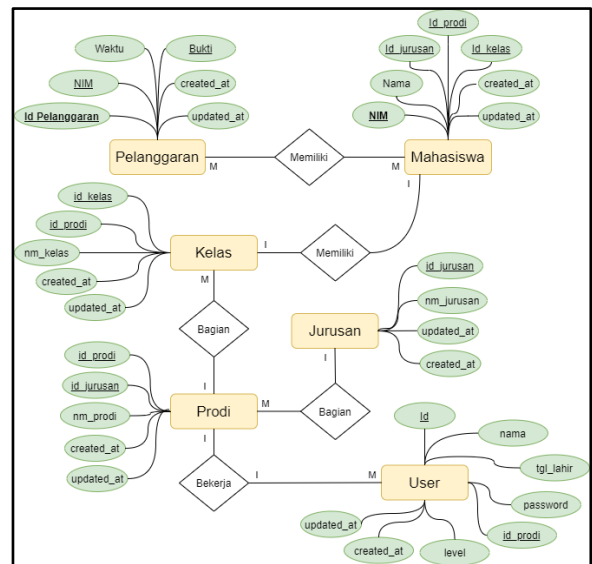 Id_prodi
Waktu
Bukti
Id_jurusan
Id_kelas
NIM
created_at
Nama
created_at
Id Pelanggaran
updated_at
NIM
updated_at
Pelanggaran
M
Memiliki
M
Mahasiswa
I
id_kelas
id_prodi
nm_kelas
created_at
updated_at
Kelas
I
Memiliki
M
Bagian
I
id_jurusan
nm_jurusan
updated_at
created_at
Jurusan
I
id_prodi
id_jurusan
nm_prodi
created_at
updated_at
Prodi
M
Bagian
I
Bekerja
I
M
User
Id
nama
tgl_lahir
password
id_prodi
level
created_at
updated_at